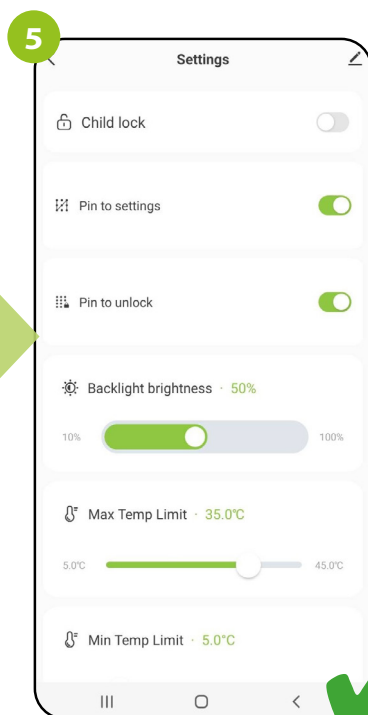 5
Settings
Child lock
Pin to settings
Pin to unlock
Backlight brightness · 50%
10% 100%
Max Temp Limit · 35.0°C
5.0°C 45.0°C
Min Temp Limit · 5.0°C